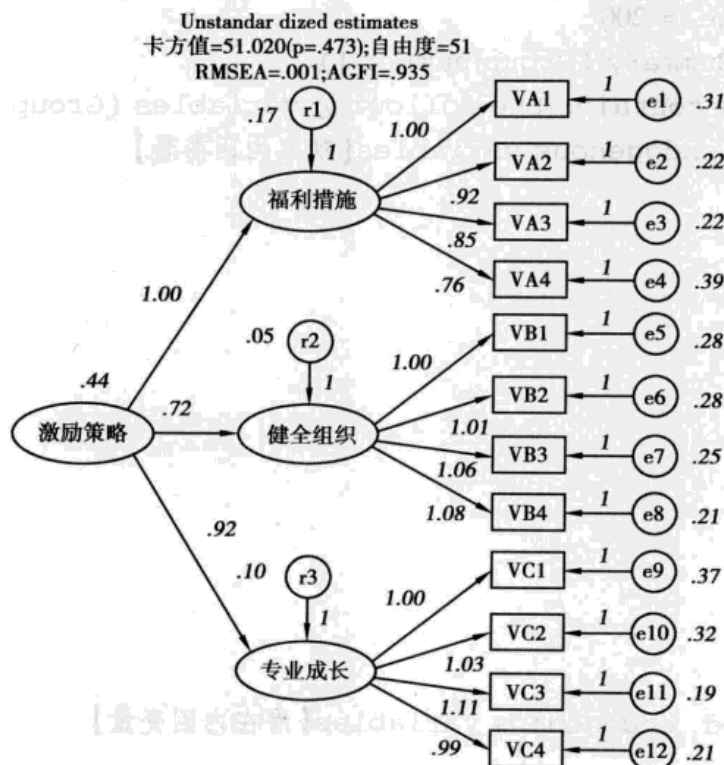 Unstandar dized estimates
卡方值=51.020(p=.473);自由度=51
RMSEA=.001;AGFI=.935
.17
r1
1
福利措施
1.00
.92
.85
.76
VA1
1
e1
.31
VA2
1
e2
.22
VA3
1
e3
.22
VA4
1
e4
.39
1.00
.44
激励策略
.72
.92
.05
r2
1
健全组织
1.00
1.01
1.06
1.08
VB1
1
e5
.28
VB2
1
e6
.28
VB3
1
e7
.25
VB4
1
e8
.21
.10
r3
1
专业成长
1.00
1.03
1.11
.99
VC1
1
e9
.37
VC2
1
e10
.32
VC3
1
e11
.19
VC4
1
e12
.21